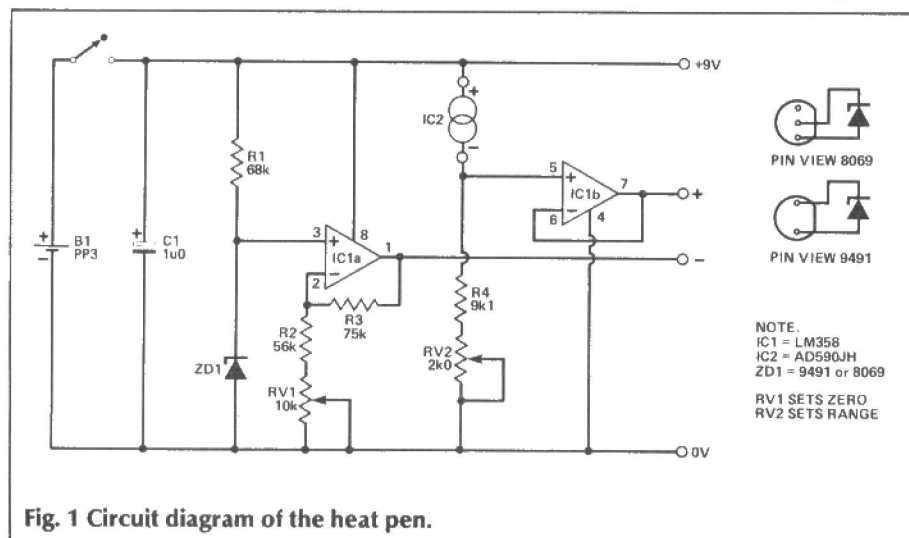 +9V
IC2
+
−
R1
68k
5
+
IC1b
7
+
6
−
4
PIN VIEW 8069
+
B1
−
PP3
+
C1
1u0
3
+
8
IC1a
1
2
−
−
PIN VIEW 9491
R3
75k
R2
56k
R4
9k1
ZD1
RV1
10k
RV2
2k0
NOTE.
IC1 = LM358
IC2 = AD590JH
ZD1 = 9491 or 8069
RV1 SETS ZERO
RV2 SETS RANGE
0V
Fig. 1 Circuit diagram of the heat pen.